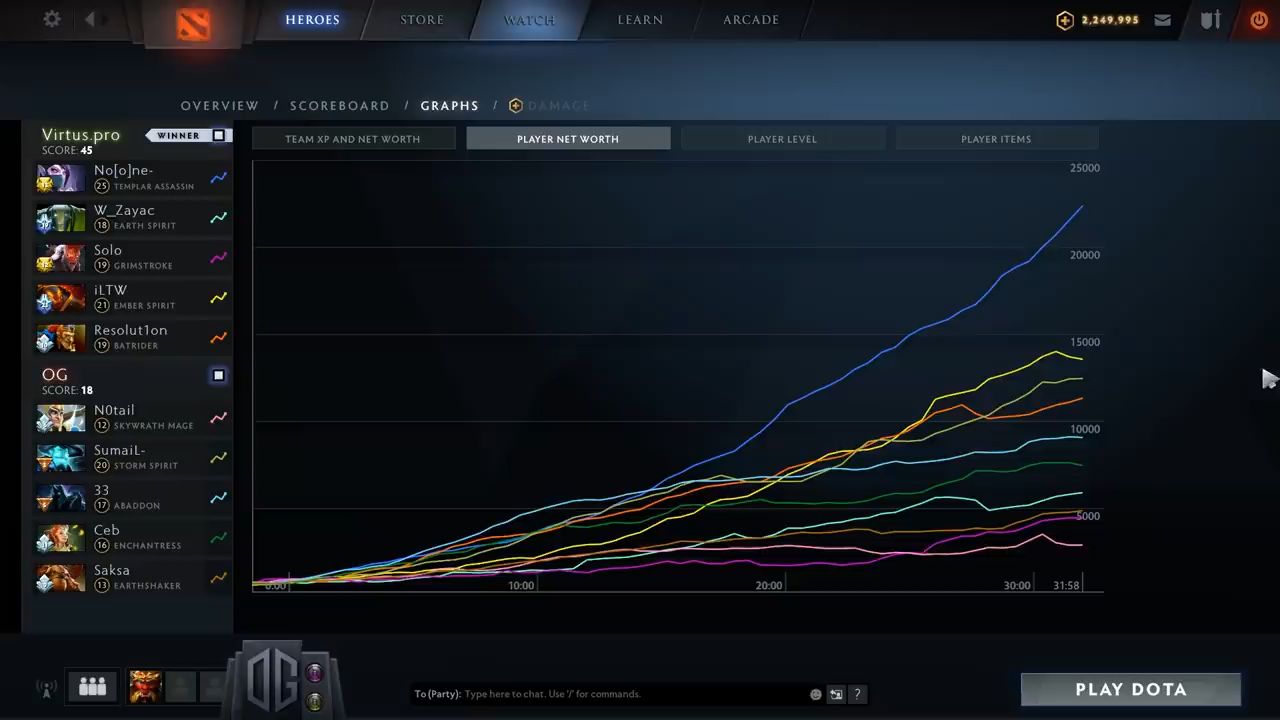 HEROES STORE WATCH LEARN ARCADE 2,249,995
OVERVIEW / SCOREBOARD / GRAPHS / DAMAGE
Virtus.pro WINNER
SCORE: 45
TEAM XP AND NET WORTH PLAYER NET WORTH PLAYER LEVEL PLAYER ITEMS
No[o]ne-
25 TEMPLAR ASSASSIN
W_Zayac
18 EARTH SPIRIT
Solo
19 GRIMSTROKE
iLTW
21 EMBER SPIRIT
Resolut1on
19 BATRIDER
OG
SCORE: 18
N0tail
12 SKYWRATH MAGE
SumaiL-
20 STORM SPIRIT
33
17 ABADDON
Ceb
16 ENCHANTRESS
Saksa
13 EARTHSHAKER
25000
20000
15000
10000
5000
0:00 10:00 20:00 30:00 31:58
OG
To (Party): Type here to chat. Use '/' for commands. ?
PLAY DOTA